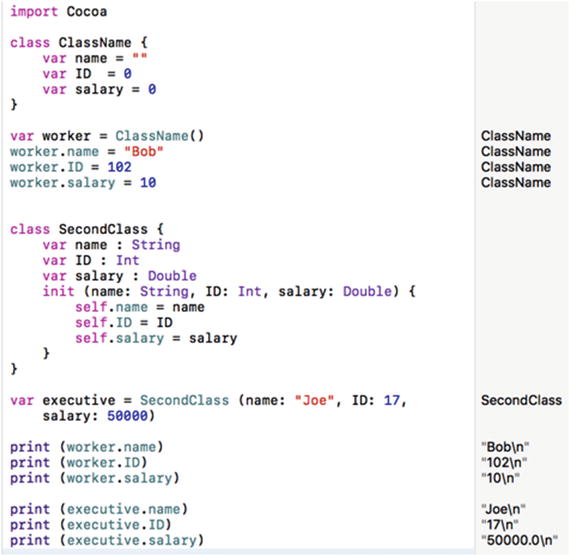 import Cocoa
class ClassName {
    var name = ""
    var ID  = 0
    var salary = 0
}
var worker = ClassName() ClassName
worker.name = "Bob" ClassName
worker.ID = 102 ClassName
worker.salary = 10 ClassName
class SecondClass {
    var name : String
    var ID : Int
    var salary : Double
    init (name: String, ID: Int, salary: Double) {
        self.name = name
        self.ID = ID
        self.salary = salary
    }
}
var executive = SecondClass (name: "Joe", ID: 17, SecondClass
    salary: 50000)
print (worker.name) "Bob\n"
print (worker.ID) "102\n"
print (worker.salary) "10\n"
print (executive.name) "Joe\n"
print (executive.ID) "17\n"
print (executive.salary) "50000.0\n"